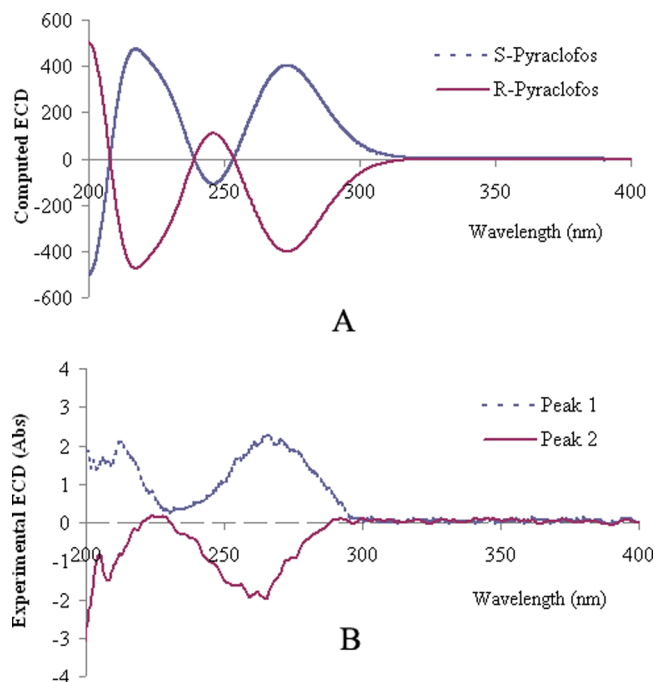 600
400
200
0
-200
-400
-600
Computed ECD
S-Pyraclofos
R-Pyraclofos
200
250
300
350
400
Wavelength (nm)
A
4
3
2
1
0
-1
-2
-3
-4
Experimental ECD (Abs)
Peak 1
Peak 2
200
250
300
350
400
Wavelength (nm)
B